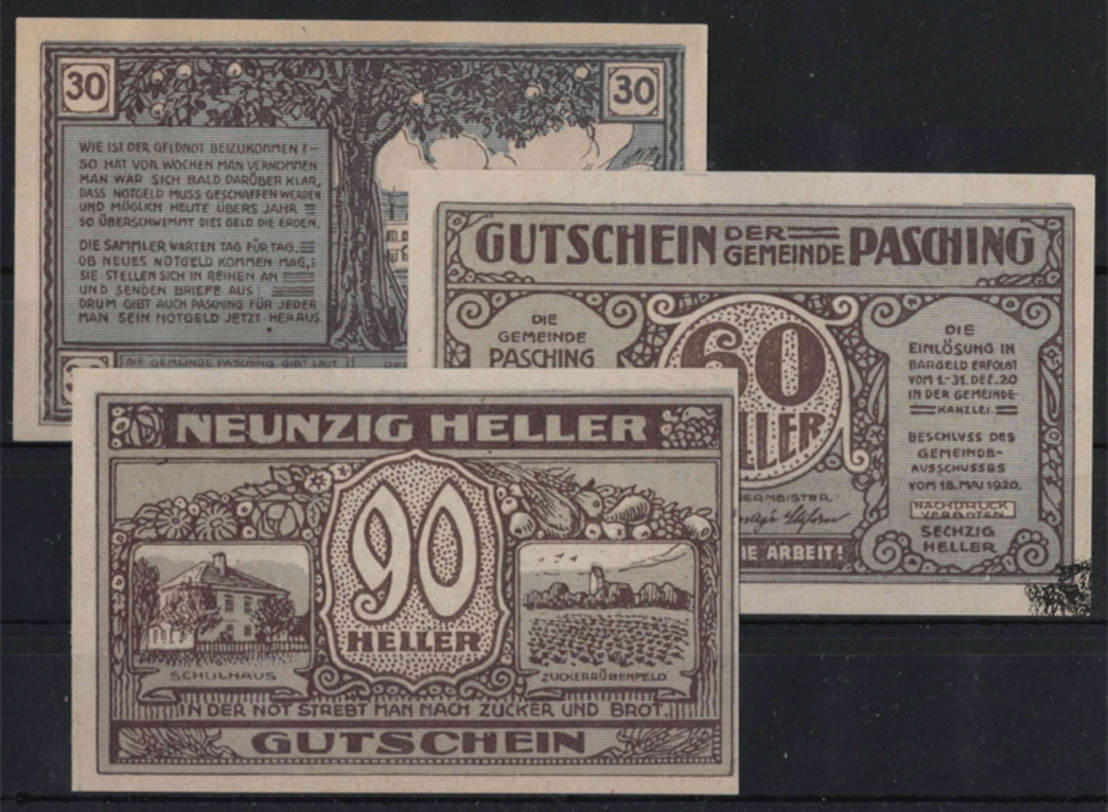 30
30
WIE IST DER GELDNOT BEIZUKOMMEN? –
SO HAT VOR WOCHEN MAN VERNOMMEN
MAN WAR SICH BALD DARÜBER KLAR,
DASS NOTGELD MUSS GESCHAFFEN WERDEN
UND MÖGLICH HEUTE ÜBERS JAHR
SO ÜBERSCHWEMMT DIES GELD DIE ERDEN.
DIE SAMMLER WARTEN TAG FÜR TAG,
OB NEUES NOTGELD KOMMEN MAG,
SIE STELLEN SICH IN REIHEN AN
UND SENDEN BRIEFE AUS:
DRUM GIBT AUCH PASCHING FÜR JEDER
MAN SEIN NOTGELD JETZT HERAUS.
DIE GEMEINDE PASCHING GIBT LAUT
GUTSCHEIN DER GEMEINDE PASCHING
DIE
GEMEINDE
PASCHING
60
LLER
DIE
EINLÖSUNG IN
BARGELD ERFOLGT
VOM 1.-31. DEZ. 20
IN DER GEMEINDE-
KANZLEI.
BESCHLVSS DES
GEMEINDE-
AUSSCHUSSES
VOM 18. MAI 1920.
NACHDRUCK
VERBOTEN
SECHZIG
HELLER
ERMEISTER:
IE ARBEIT!
NEUNZIG HELLER
90
HELLER
SCHULHAUS
ZUCKERRÜBENFELD
IN DER NOT STREBT MAN NACH ZUCKER UND BROT.
GUTSCHEIN